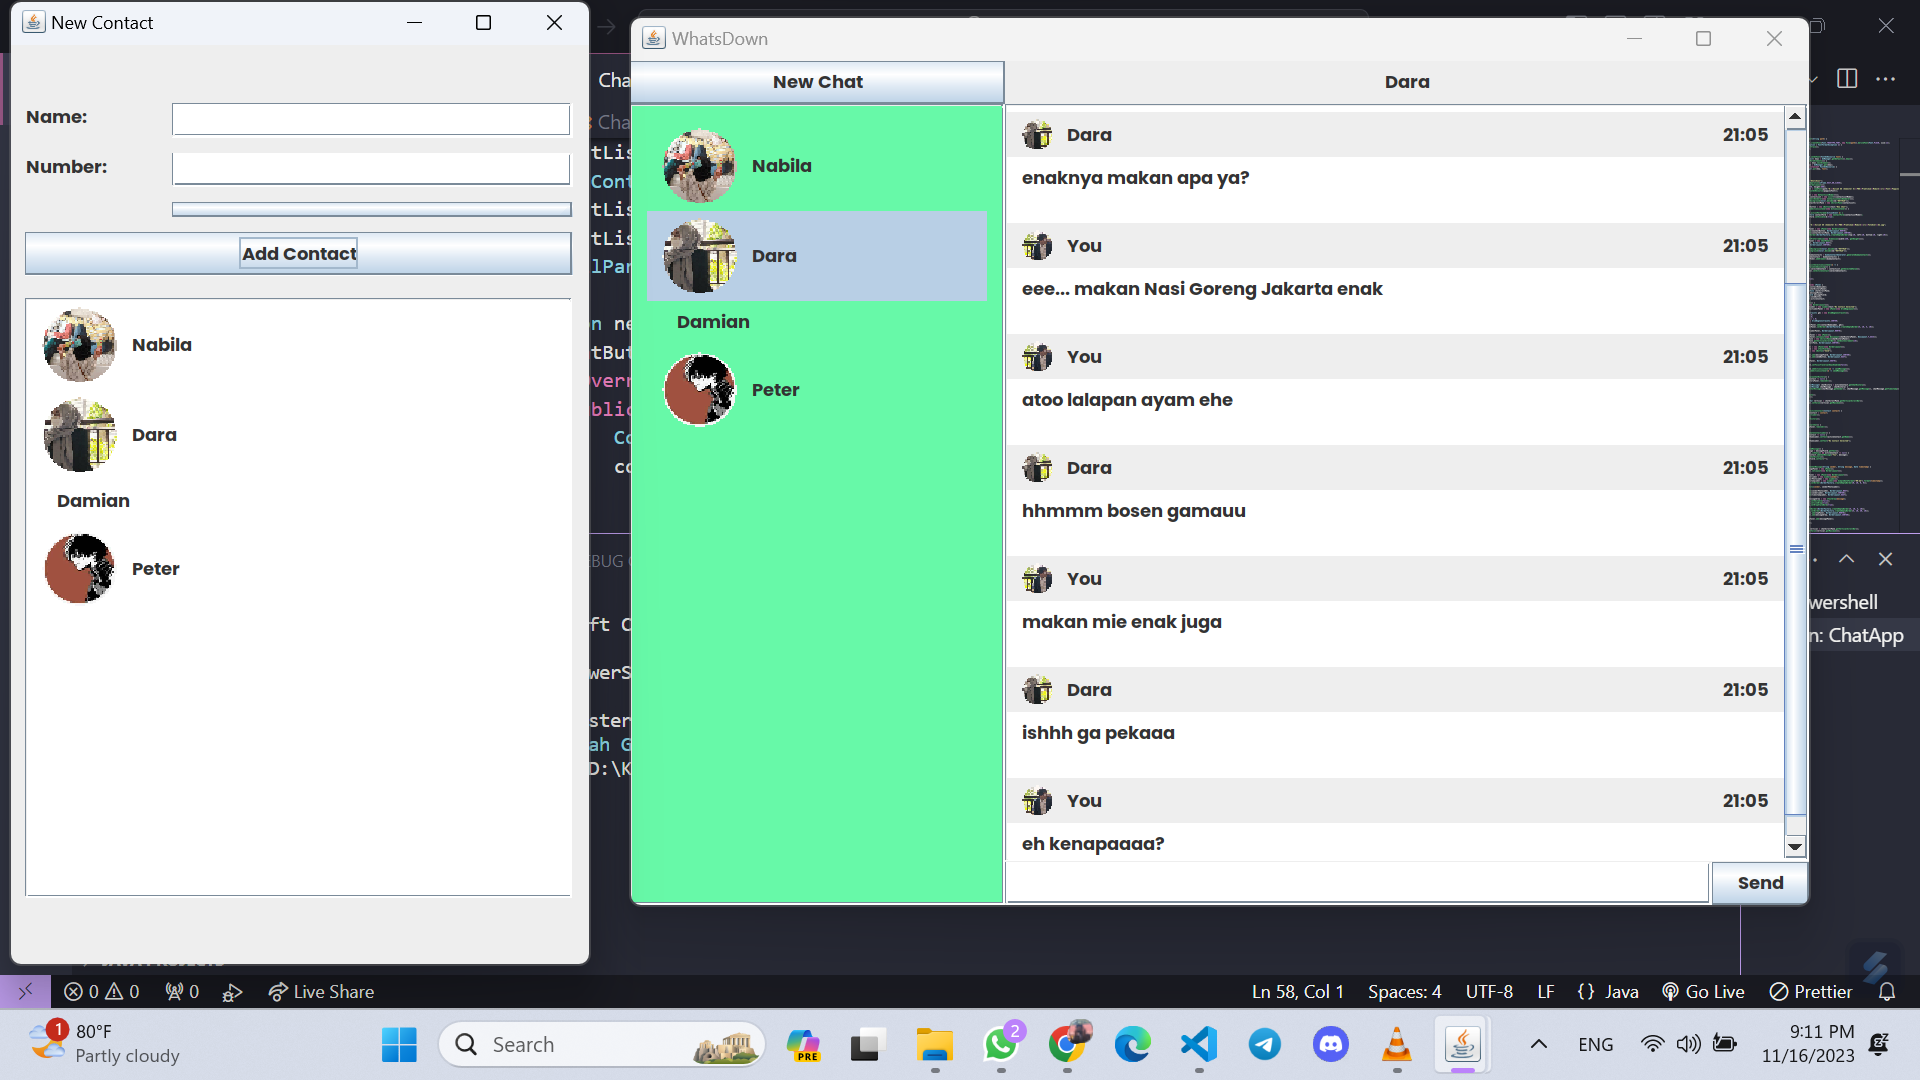 New Contact
Name:
Number:
Add Contact
Nabila
Dara
Damian
Peter
WhatsDown
New Chat
Dara
Nabila
Dara
Damian
Peter
Dara 21:05
enaknya makan apa ya?
You 21:05
eee... makan Nasi Goreng Jakarta enak
You 21:05
atoo lalapan ayam ehe
Dara 21:05
hhmmm bosen gamauu
You 21:05
makan mie enak juga
Dara 21:05
ishhh ga pekaaa
You 21:05
eh kenapaaaa?
Send
Cha
Cha
tLis
Cont
tLis
tLis
lPar
n ne
tBut
verr
blic
Co
co
BUG
ft C
werS
ster
ah G
D:\K
wershell
n: ChatApp
0 0 0 Live Share
Ln 58, Col 1 Spaces: 4 UTF-8 LF {} Java Go Live Prettier
1
80°F
Partly cloudy
Search
PRE
2
ENG
9:11 PM
11/16/2023